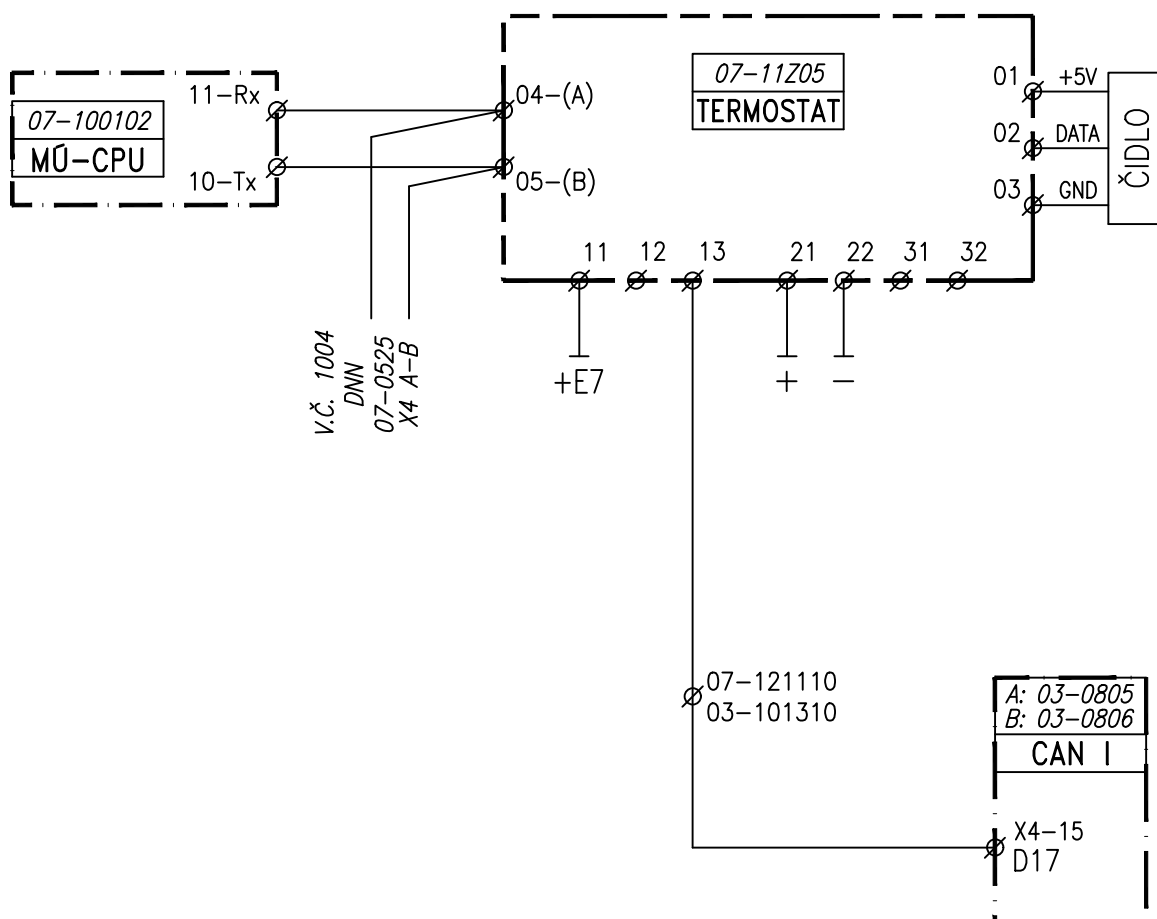 07-11Z05
TERMOSTAT
01
+5V
02
DATA
03
GND
ČIDLO
07-100102
MÚ-CPU
11-Rx
10-Tx
04-(A)
05-(B)
11
12
13
21
22
31
32
+E7
+
-
V.Č. 1004
DNN
07-0525
X4 A-B
07-121110
03-101310
A: 03-0805
B: 03-0806
CAN I
X4-15
D17